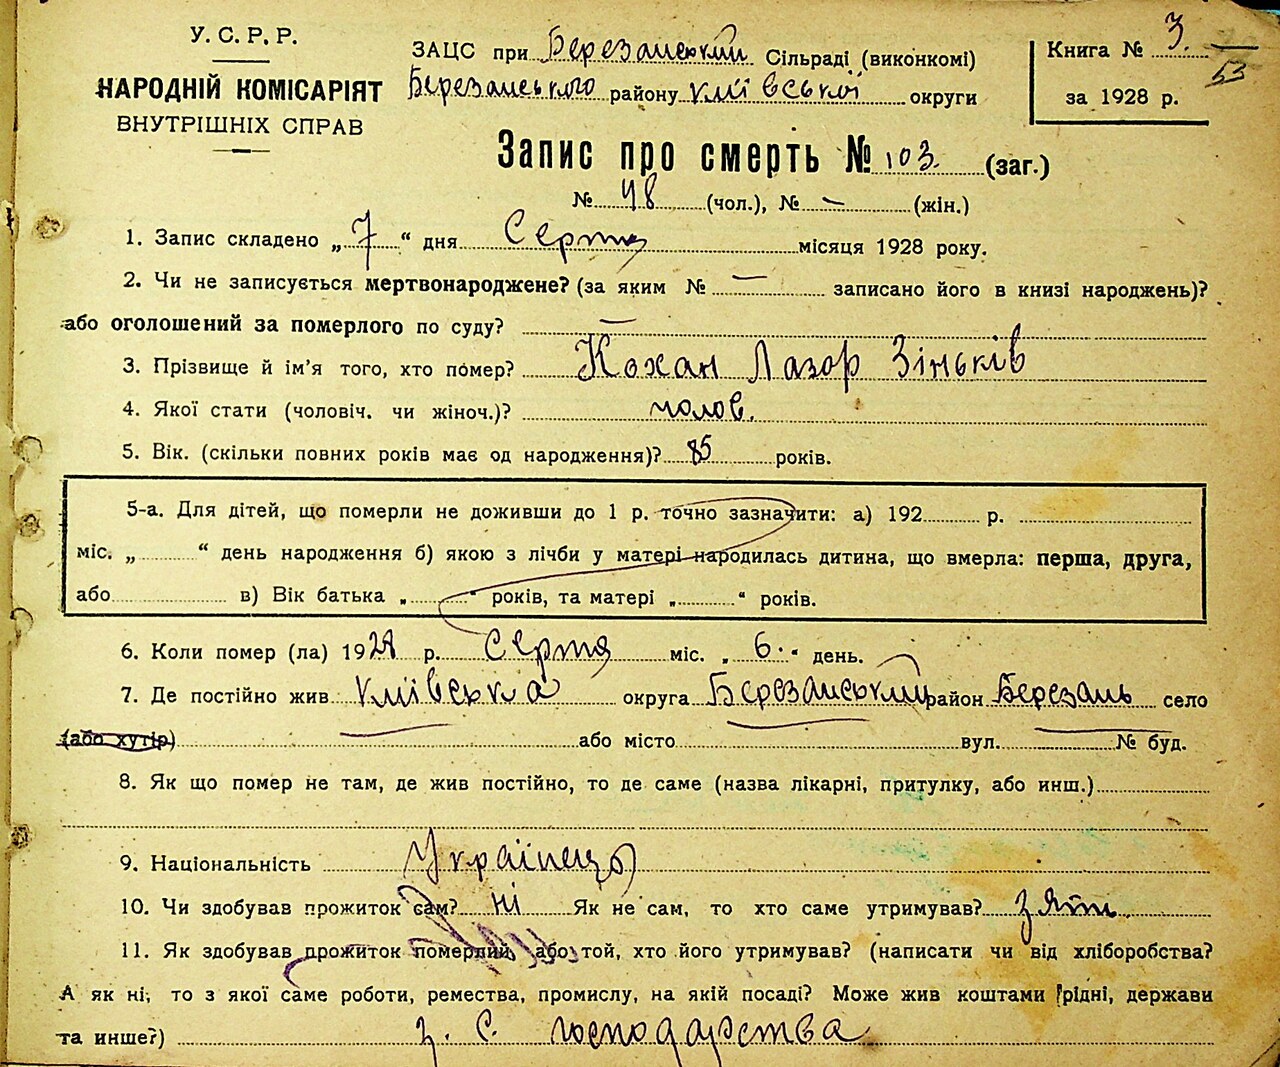 У. С. Р. Р.
НАРОДНІЙ КОМІСАРІЯТ
ВНУТРІШНІХ СПРАВ
ЗАЦС при Березанський Сільраді (виконкомі)
Березанського району Київської округи
Книга № 3.
53
за 1928 р.
Запис про смерть № 103. (заг.)
№ 48 (чол.), № – (жін.)
1. Запис складено „ 7 “ дня Серпня місяця 1928 року.
2. Чи не записується мертвонароджене? (за яким № — записано його в книзі народжень)?
або оголошений за померлого по суду? —
3. Прізвище й ім'я того, хто помер? Кохан Лазор Зіньків
4. Якої стати (чоловіч. чи жіноч.)? чолов.
5. Вік. (скільки повних років має од народження)? 85 років.
5-а. Для дітей, що померли не доживши до 1 р. точно зазначити: а) 192 р.
міс. „ “ день народження б) якою з лічби у матері народилась дитина, що вмерла: перша, друга,
або в) Вік батька „ “ років, та матері „ “ років.
6. Коли помер (ла) 1928 р. Серпня міс. „ 6. “ день.
7. Де постійно жив Київська округа Березанський район Березань село
(або хутір) або місто вул. № буд.
8. Як що помер не там, де жив постійно, то де саме (назва лікарні, притулку, або инш.)
9. Національність Українець
10. Чи здобував прожиток сам? ні Як не сам, то хто саме утримував? зять
11. Як здобував прожиток померлий, або той, хто його утримував? (написати чи від хліборобства?
А як ні, то з якої саме роботи, ремества, промислу, на якій посаді? Може жив коштами рідні, держави
та инше?) з. С. господарства